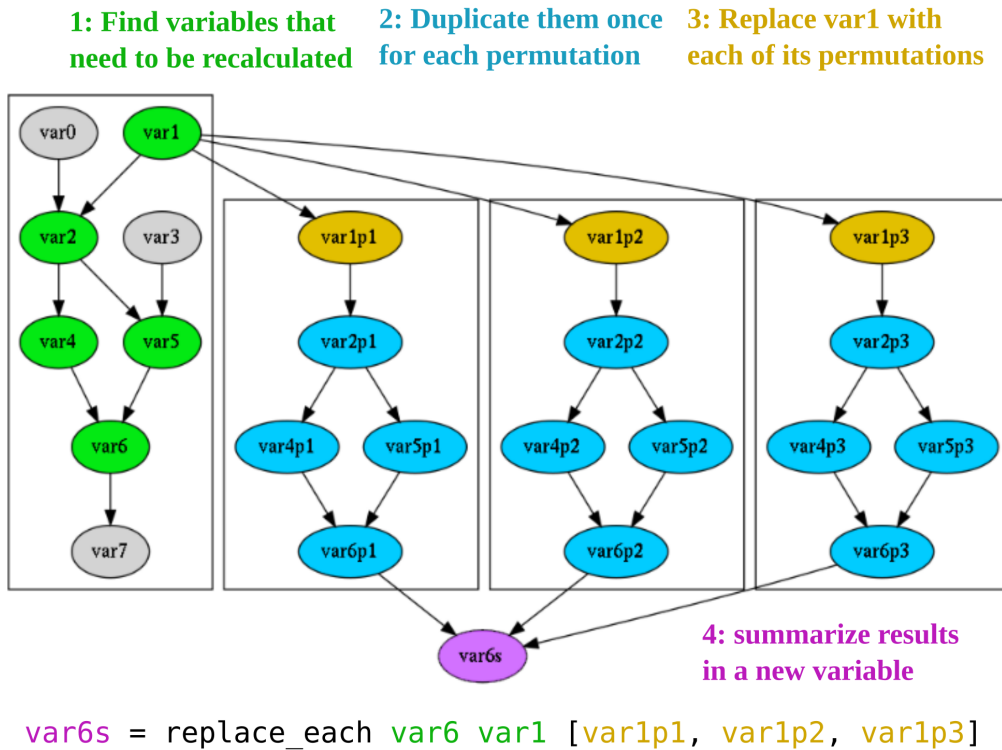 1: Find variables that
need to be recalculated
2: Duplicate them once
for each permutation
3: Replace var1 with
each of its permutations
var0
var1
var2
var3
var4
var5
var6
var7
var1p1
var2p1
var4p1
var5p1
var6p1
var1p2
var2p2
var4p2
var5p2
var6p2
var1p3
var2p3
var4p3
var5p3
var6p3
var6s
4: summarize results
in a new variable
var6s = replace_each var6 var1 [var1p1, var1p2, var1p3]